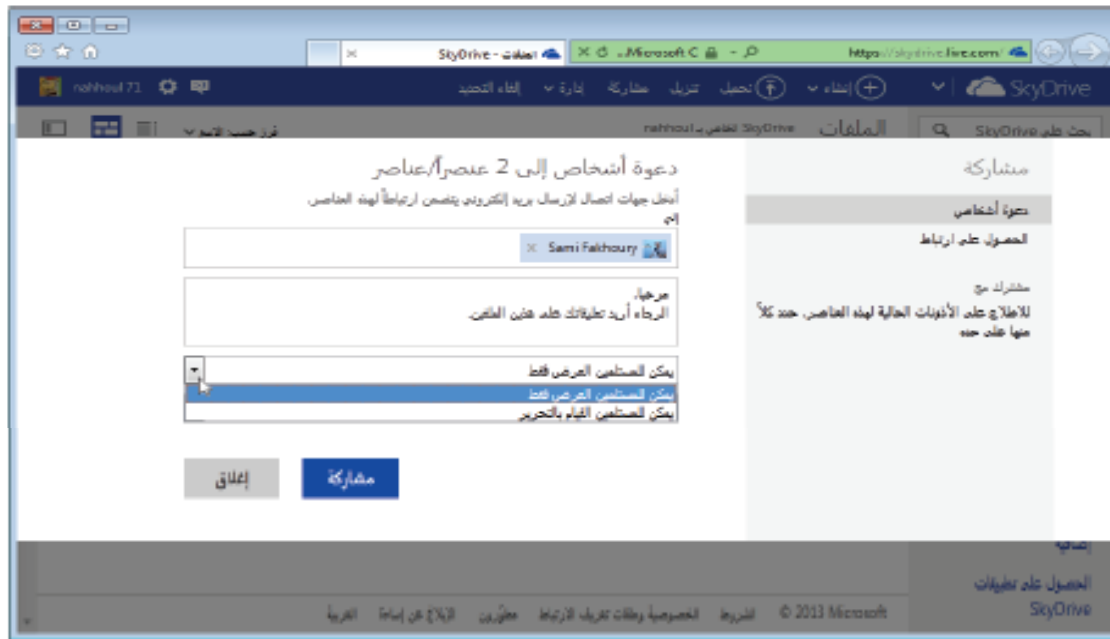 SkyDrive - الملفات
Microsoft C...
https://skydrive.live.com/
SkyDrive
إنشاء
تحميل
تنزيل
مشاركة
إدارة
إلغاء التحديد
nahhoul 71
بحث على SkyDrive
الملفات
SkyDrive الخاص بـ nahhoul
فرز حسب: الاسم
مشاركة
دعوة أشخاص
الحصول على ارتباط
مشترك مع
للاطلاع على الأذونات الحالية لهذه العناصر، حدد كلاً
منها على حده
دعوة أشخاص إلى 2 عنصراً/عناصر
أدخل جهات اتصال لإرسال بريد إلكتروني يتضمن ارتباطاً لهذه العناصر.
إلى
Sami Fakhoury
مرحبا،
الرجاء أريد تعليقاتك على هذين الملفين.
يمكن للمستلمين العرض فقط
يمكن للمستلمين العرض فقط
يمكن للمستلمين القيام بالتحرير
مشاركة
إغلاق
إضافية
الحصول على تطبيقات
SkyDrive
© 2013 Microsoft
الشروط
الخصوصية وملفات تعريف الارتباط
مطوّرون
الإبلاغ عن إساءة
العربية